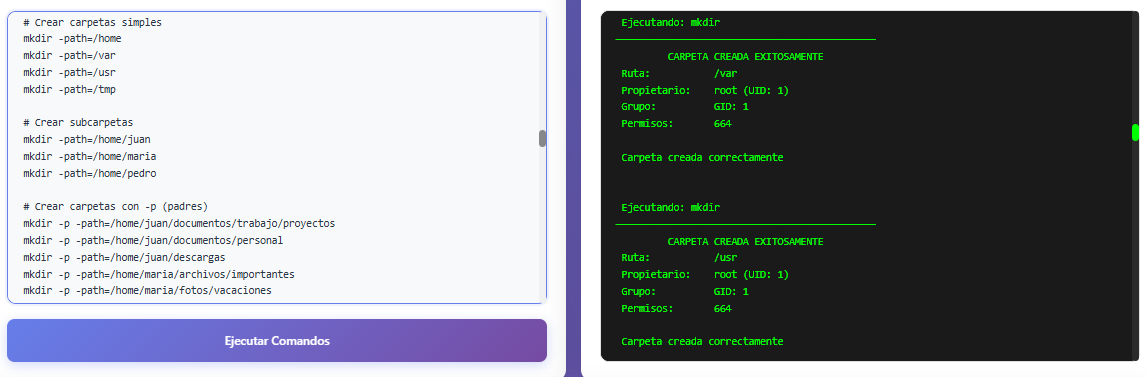 # Crear carpetas simples
mkdir -path=/home
mkdir -path=/var
mkdir -path=/usr
mkdir -path=/tmp
# Crear subcarpetas
mkdir -path=/home/juan
mkdir -path=/home/maria
mkdir -path=/home/pedro
# Crear carpetas con -p (padres)
mkdir -p -path=/home/juan/documentos/trabajo/proyectos
mkdir -p -path=/home/juan/documentos/personal
mkdir -p -path=/home/juan/descargas
mkdir -p -path=/home/maria/archivos/importantes
mkdir -p -path=/home/maria/fotos/vacaciones
Ejecutar Comandos
Ejecutando: mkdir
CARPETA CREADA EXITOSAMENTE
Ruta: /var
Propietario: root (UID: 1)
Grupo: GID: 1
Permisos: 664
Carpeta creada correctamente
Ejecutando: mkdir
CARPETA CREADA EXITOSAMENTE
Ruta: /usr
Propietario: root (UID: 1)
Grupo: GID: 1
Permisos: 664
Carpeta creada correctamente